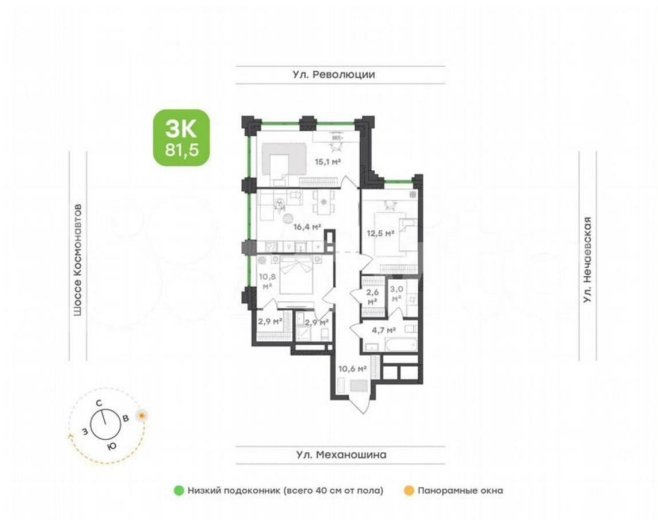 Ул. Революции
3К
81,5
15,1 м²
16,4 м²
12,5 м²
10,8
м²
2,6
м²
3,0
м²
2,9 м²
2,9 м²
4,7 м²
10,6 м²
Шоссе Космонавтов
Ул. Нечаевская
С
В
З
Ю
Ул. Механошина
Низкий подоконник (всего 40 см от пола)
Панорамные окна